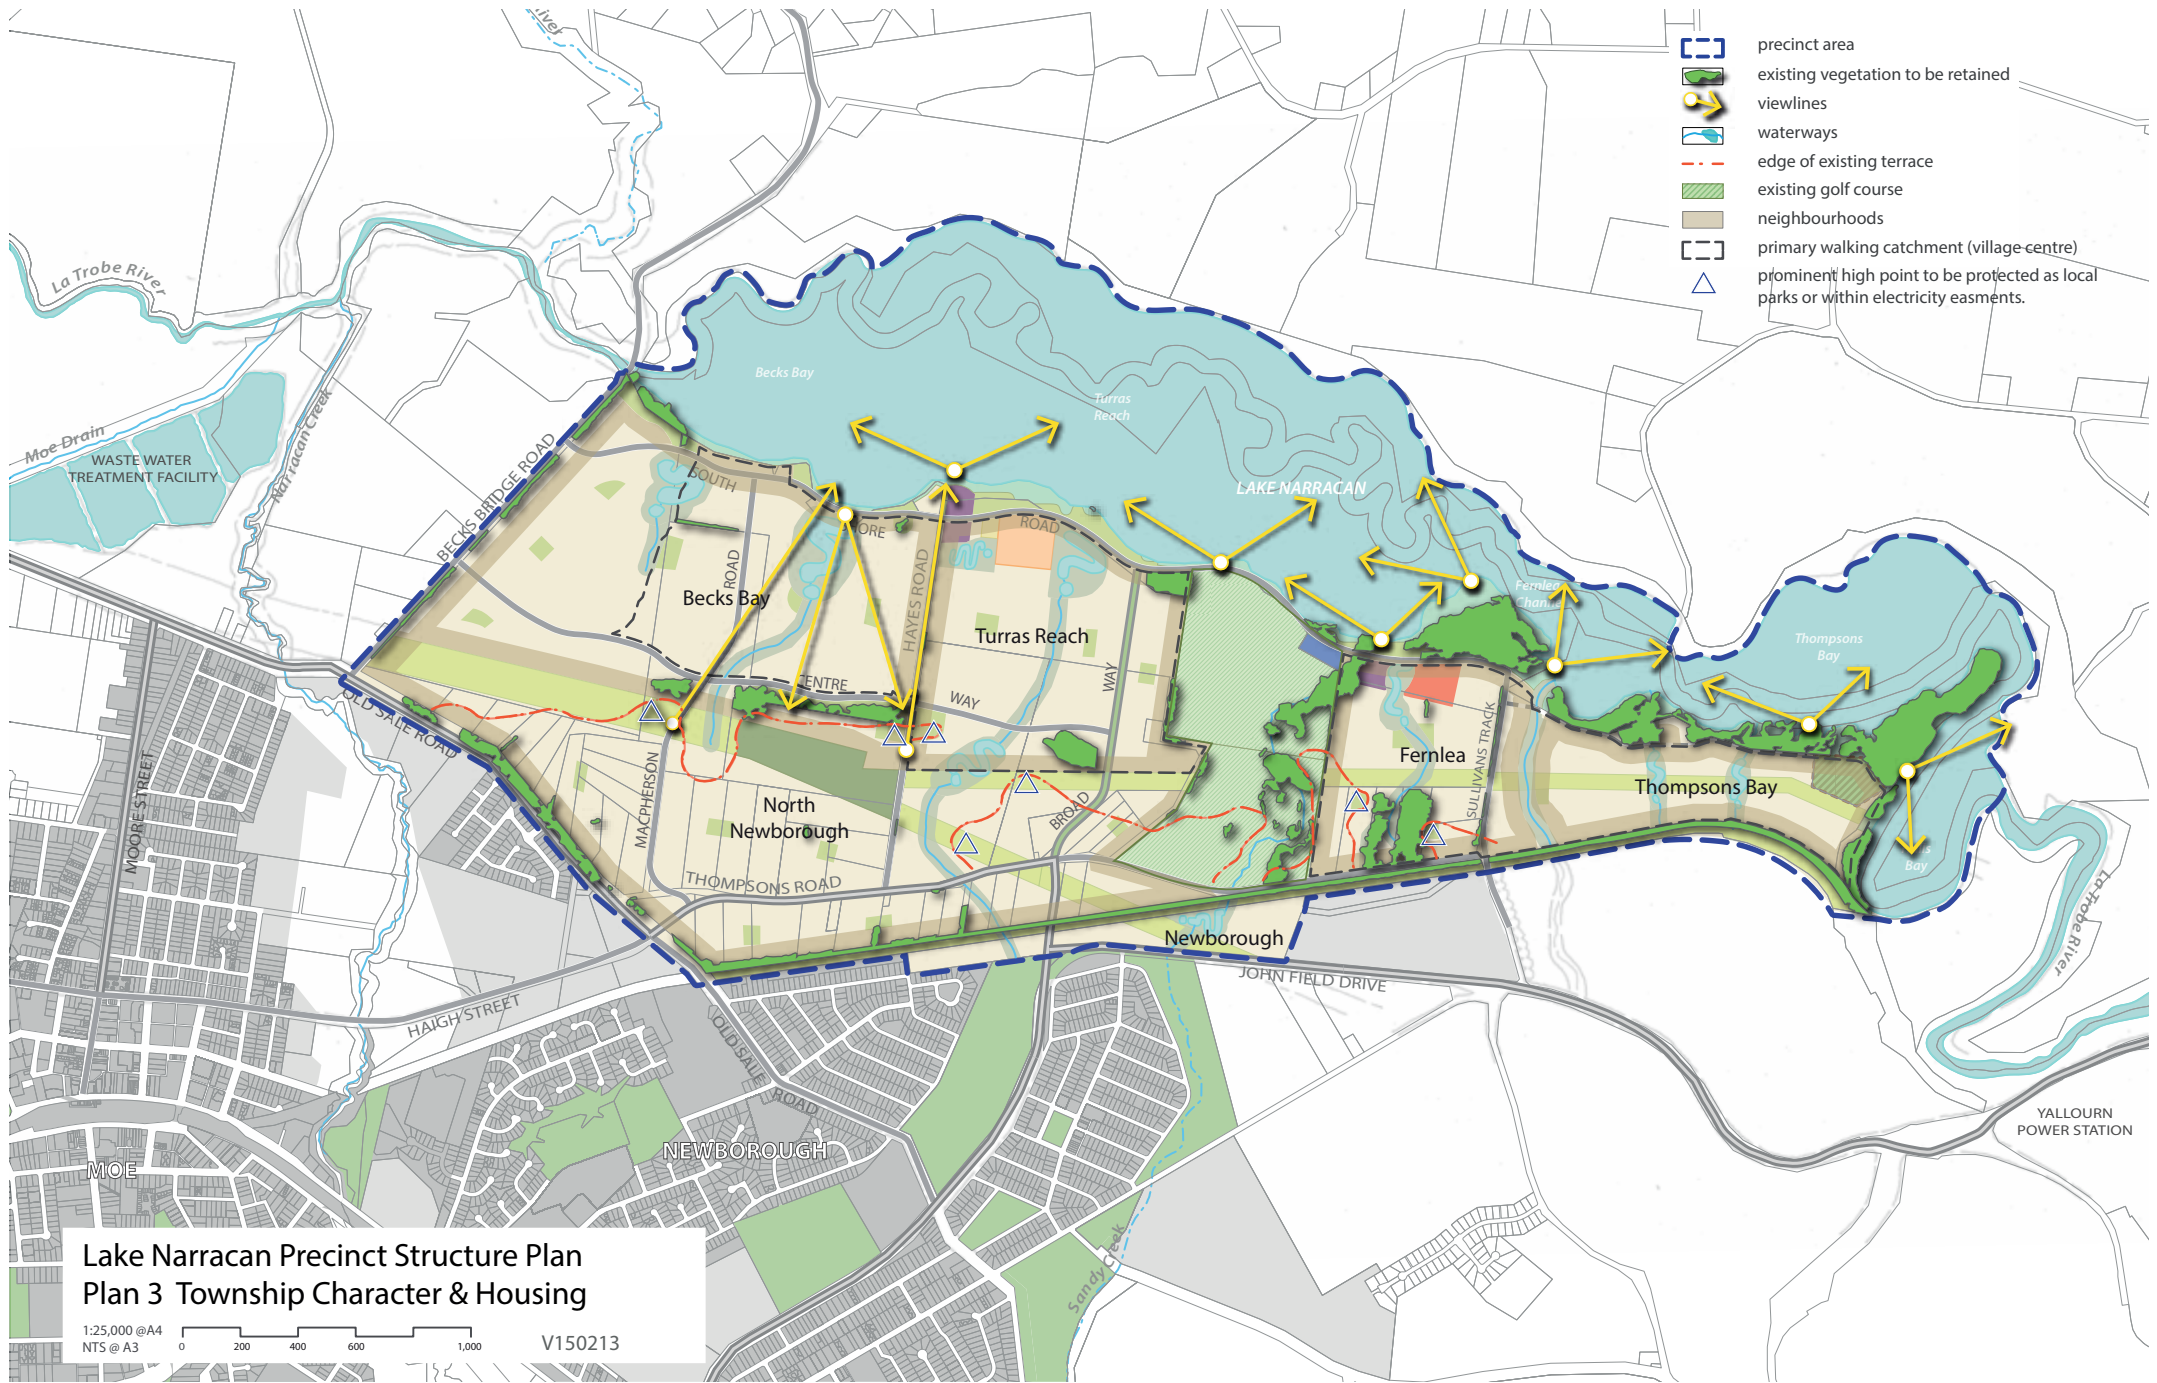 River
precinct area
existing vegetation to be retained
viewlines
waterways
edge of existing terrace
existing golf course
neighbourhoods
primary walking catchment (village centre)
prominent high point to be protected as local
parks or within electricity easments.
La Trobe River
Moe Drain
Narracan Creek
WASTE WATER
TREATMENT FACILITY
BECKS BRIDGE ROAD
Becks Bay
Turras
Reach
LAKE NARRACAN
SOUTH
ORE
ROAD
ROAD
HAYES ROAD
Becks Bay
Turras Reach
Fernlea
Thompsons
Bay
CENTRE
WAY
WAY
OLD SALE ROAD
MOORE STREET
MACPHERSON
North
Newborough
BROAD
Fernlea
SULLIVANS TRACK
Thompsons Bay
Bay
La Trobe River
THOMPSONS ROAD
Newborough
JOHN FIELD DRIVE
HAIGH STREET
OLD SALE
ROAD
MOE
NEWBOROUGH
YALLOURN
POWER STATION
Sandy Creek
Lake Narracan Precinct Structure Plan
Plan 3 Township Character & Housing
1:25,000 @A4
NTS @ A3
0 200 400 600 1,000
V150213